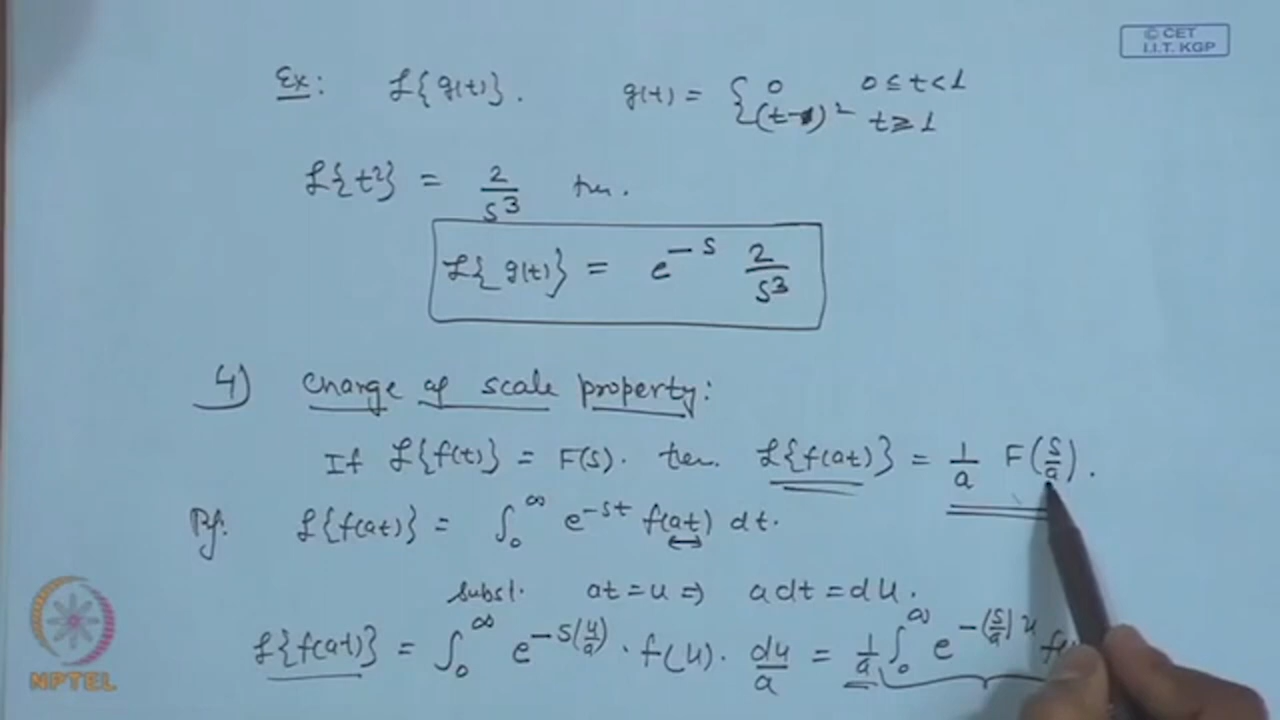 © CET
I.I.T. KGP
Ex: ℒ{g(t)}. g(t) = { 0 0 ≤ t < 1
(t-1)² t ≥ 1
ℒ{t²} = 2/s³ then.
ℒ{g(t)} = e^{-s} 2/s³
4) Change of scale property:
If ℒ{f(t)} = F(s). then. ℒ{f(at)} = 1/a F(s/a).
Pf: ℒ{f(at)} = ∫₀^∞ e^{-st} f(at) dt.
subst. at = u ⇒ a dt = du.
ℒ{f(at)} = ∫₀^∞ e^{-s(u/a)} · f(u). du/a = 1/a ∫₀^∞ e^{-(s/a)u}
NPTEL